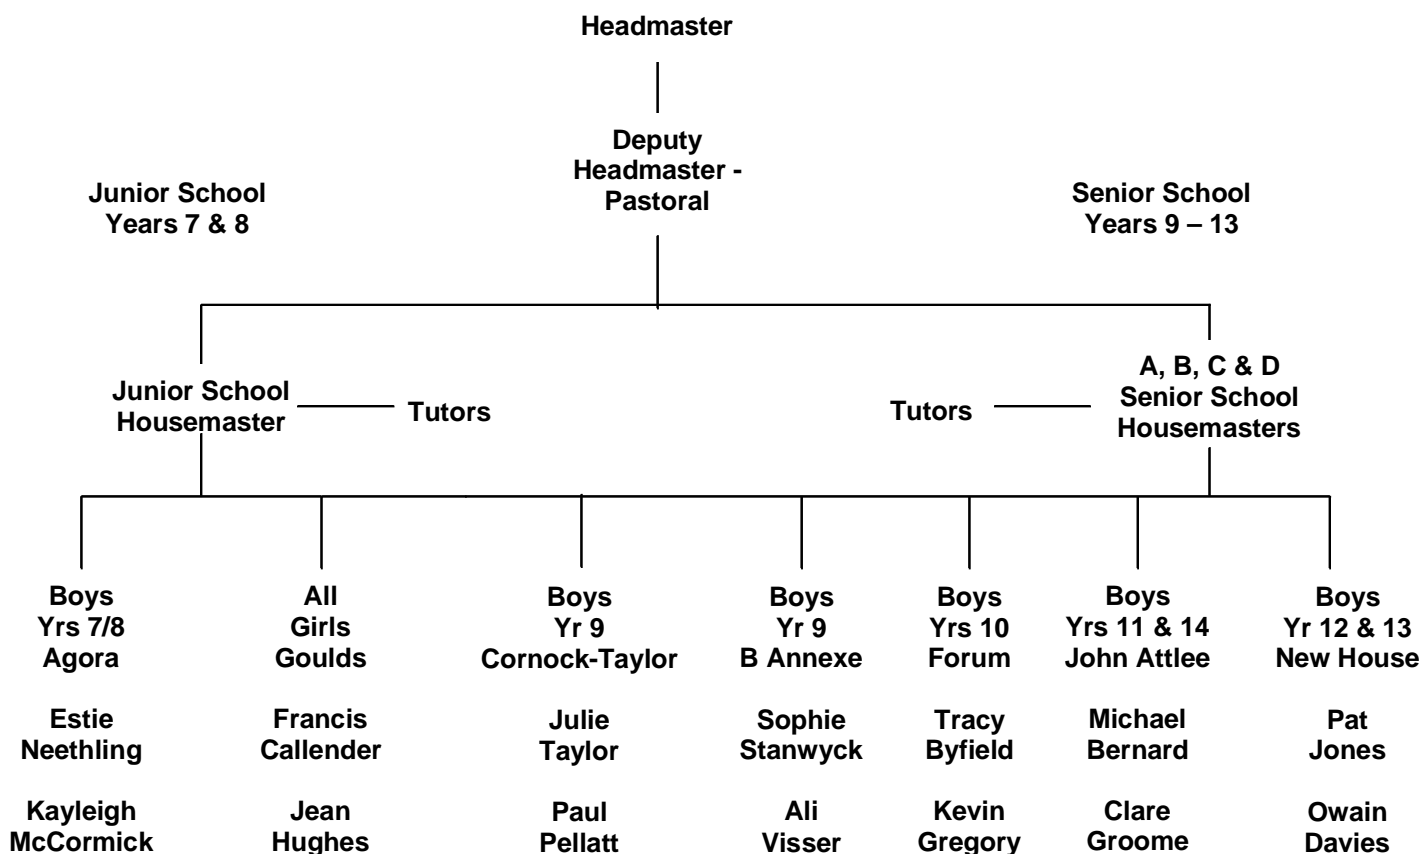 Headmaster
Deputy
Headmaster -
Pastoral
Junior School
Years 7 & 8
Senior School
Years 9 – 13
Junior School
Housemaster
Tutors
Tutors
A, B, C & D
Senior School
Housemasters
Boys
Yrs 7/8
Agora
Estie
Neethling
Kayleigh
McCormick
All
Girls
Goulds
Francis
Callender
Jean
Hughes
Boys
Yr 9
Cornock-Taylor
Julie
Taylor
Paul
Pellatt
Boys
Yr 9
B Annexe
Sophie
Stanwyck
Ali
Visser
Boys
Yrs 10
Forum
Tracy
Byfield
Kevin
Gregory
Boys
Yrs 11 & 14
John Attlee
Michael
Bernard
Clare
Groome
Boys
Yr 12 & 13
New House
Pat
Jones
Owain
Davies